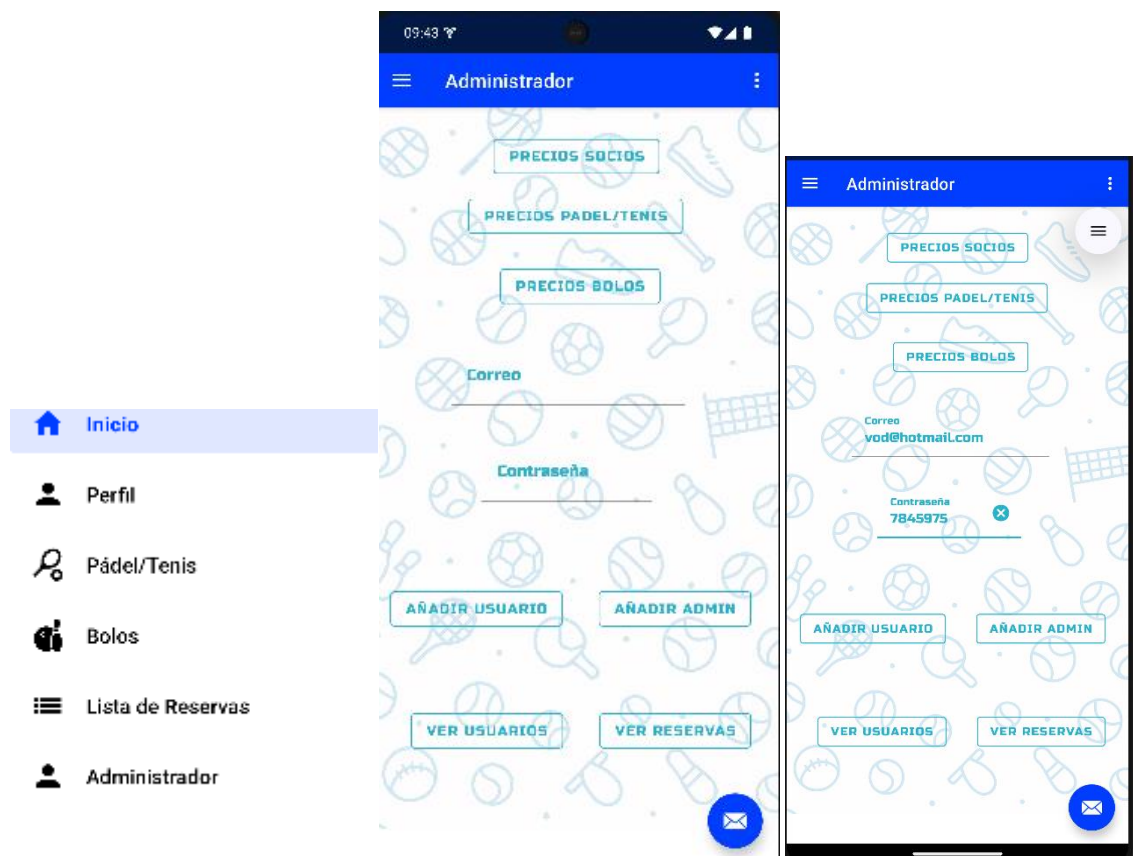 Inicio
Perfil
Pádel/Tenis
Bolos
Lista de Reservas
Administrador
09:43
Administrador
PRECIOS SOCIOS
PRECIOS PADEL/TENIS
PRECIOS BOLOS
Correo
Contraseña
AÑADIR USUARIO AÑADIR ADMIN
VER USUARIOS VER RESERVAS
Administrador
PRECIOS SOCIOS
PRECIOS PADEL/TENIS
PRECIOS BOLOS
Correo
vod@hotmail.com
Contraseña
7845975
AÑADIR USUARIO AÑADIR ADMIN
VER USUARIOS VER RESERVAS